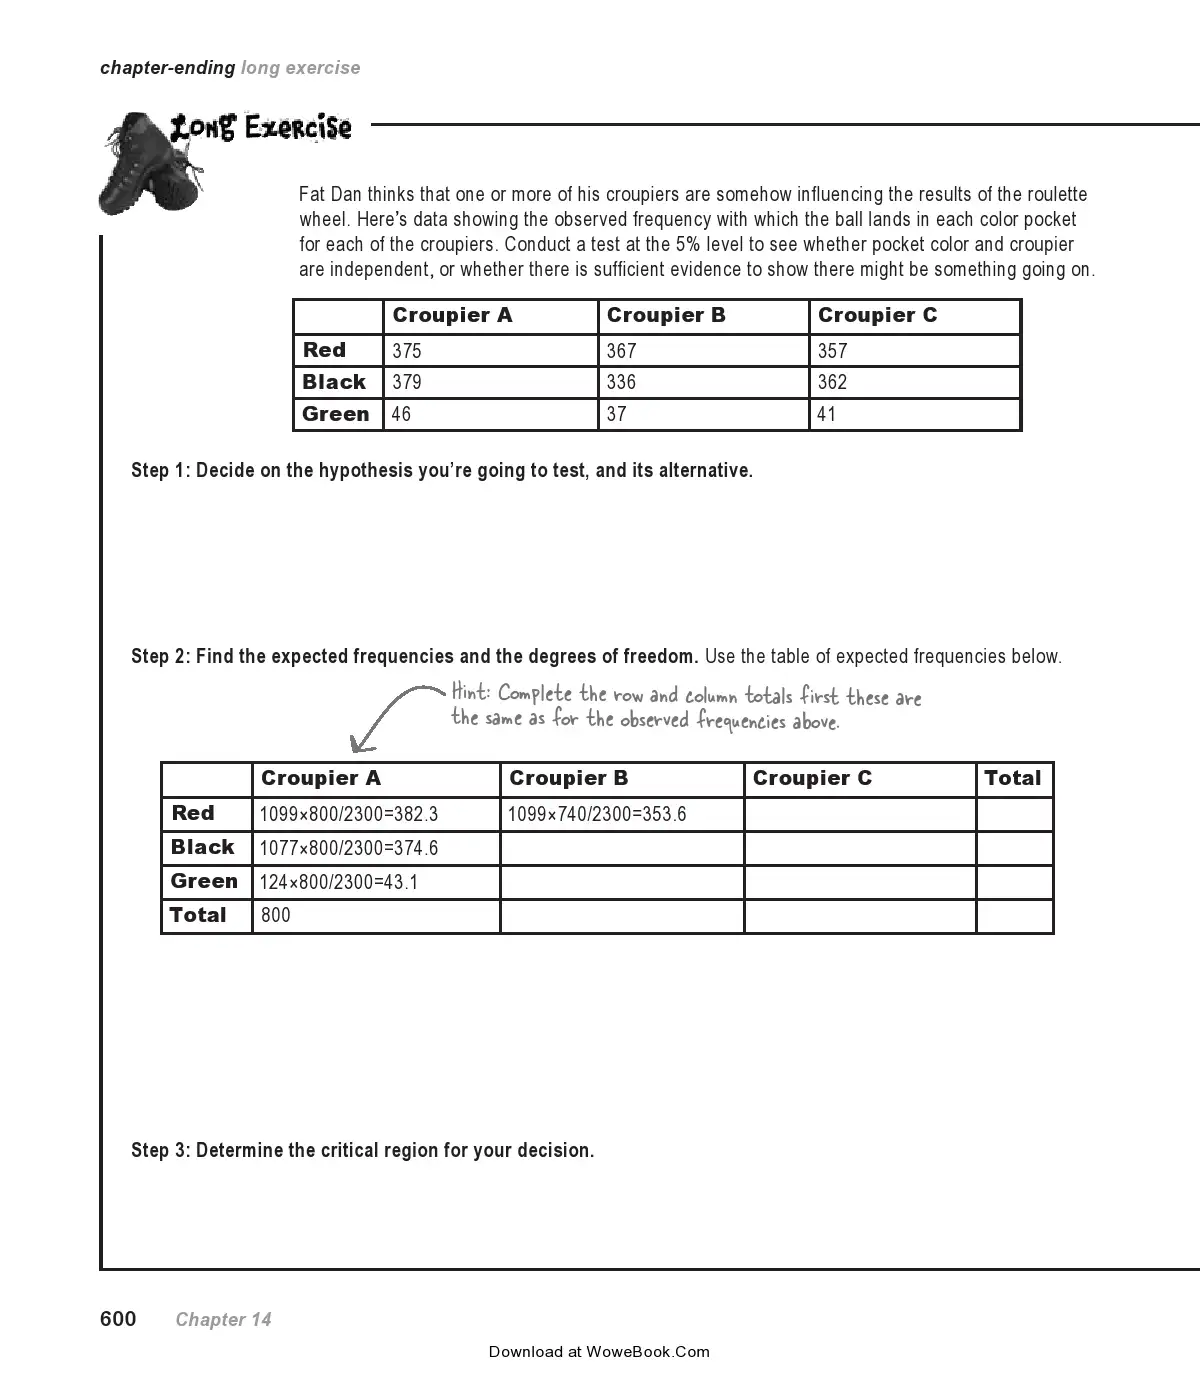 chapter-ending long exercise
Long Exercise
Fat Dan thinks that one or more of his croupiers are somehow influencing the results of the roulette
wheel. Here's data showing the observed frequency with which the ball lands in each color pocket
for each of the croupiers. Conduct a test at the 5% level to see whether pocket color and croupier
are independent, or whether there is sufficient evidence to show there might be something going on.
Croupier A Croupier B Croupier C
Red 375 367 357
Black 379 336 362
Green 46 37 41
Step 1: Decide on the hypothesis you're going to test, and its alternative.
Step 2: Find the expected frequencies and the degrees of freedom. Use the table of expected frequencies below.
Hint: Complete the row and column totals first these are
the same as for the observed frequencies above.
Croupier A Croupier B Croupier C Total
Red 1099×800/2300=382.3 1099×740/2300=353.6
Black 1077×800/2300=374.6
Green 124×800/2300=43.1
Total 800
Step 3: Determine the critical region for your decision.
600 Chapter 14
Download at WoweBook.Com